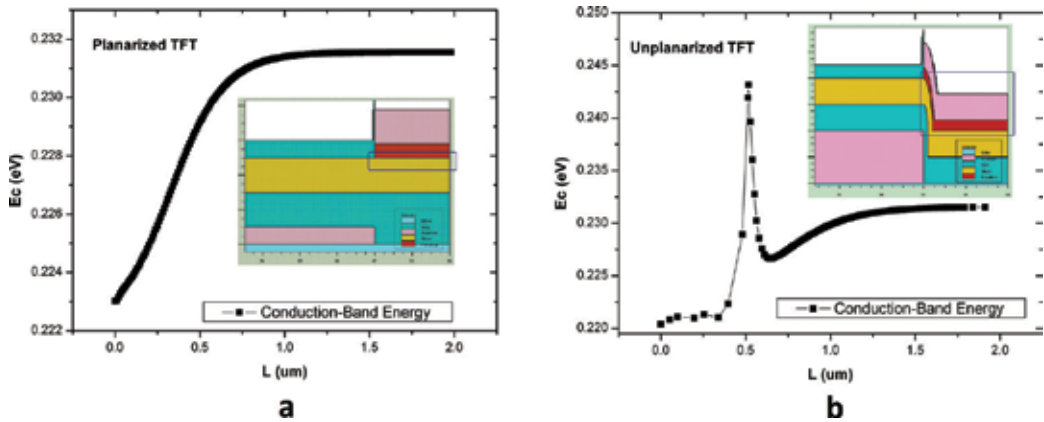 Planarized TFT
0.232
0.230
0.228
0.226
0.224
0.222
Ec (eV)
Conduction-Band Energy
0.0
0.5
1.0
1.5
2.0
L (um)
a
Unplanarized TFT
0.250
0.245
0.240
0.235
0.230
0.225
0.220
Ec (eV)
Conduction-Band Energy
0.0
0.5
1.0
1.5
2.0
L (um)
b